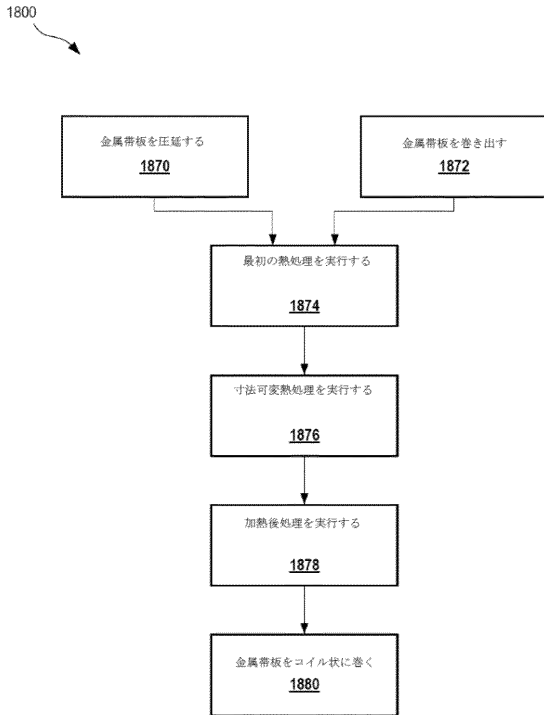 1800
金属帯板を圧延する
1870
金属帯板を巻き出す
1872
最初の熱処理を実行する
1874
寸法可変熱処理を実行する
1876
加熱後処理を実行する
1878
金属帯板をコイル状に巻く
1880